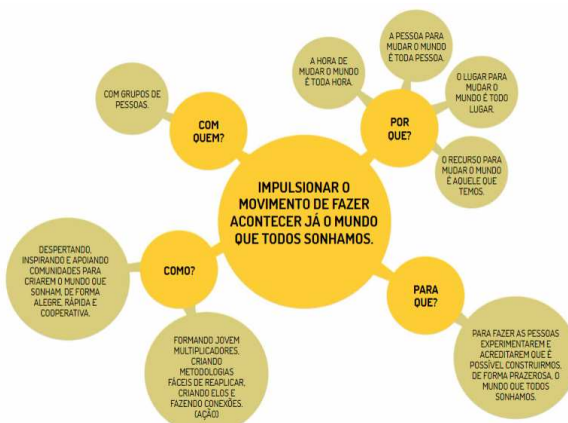 IMPULSIONAR O
MOVIMENTO DE FAZER
ACONTECER JÁ O MUNDO
QUE TODOS SONHAMOS.
COM
QUEM?
COM GRUPOS DE
PESSOAS.
POR
QUE?
A HORA DE
MUDAR O MUNDO
É TODA HORA.
A PESSOA PARA
MUDAR O MUNDO
É TODA PESSOA.
O LUGAR PARA
MUDAR O
MUNDO É TODO
LUGAR.
O RECURSO PARA
MUDAR O MUNDO
É AQUELE QUE
TEMOS.
COMO?
DESPERTANDO,
INSPIRANDO E APOIANDO
COMUNIDADES PARA
CRIAREM O MUNDO QUE
SONHAM, DE FORMA
ALEGRE, RÁPIDA E
COOPERATIVA.
FORMANDO JOVEM
MULTIPLICADORES,
CRIANDO
METODOLOGIAS
FÁCEIS DE REAPLICAR,
CRIANDO ELOS E
FAZENDO CONEXÕES.
(AÇÃO)
PARA
QUE?
PARA FAZER AS PESSOAS
EXPERIMENTAREM E
ACREDITAREM QUE É
POSSÍVEL CONSTRUIRMOS,
DE FORMA PRAZEROSA, O
MUNDO QUE TODOS
SONHAMOS.